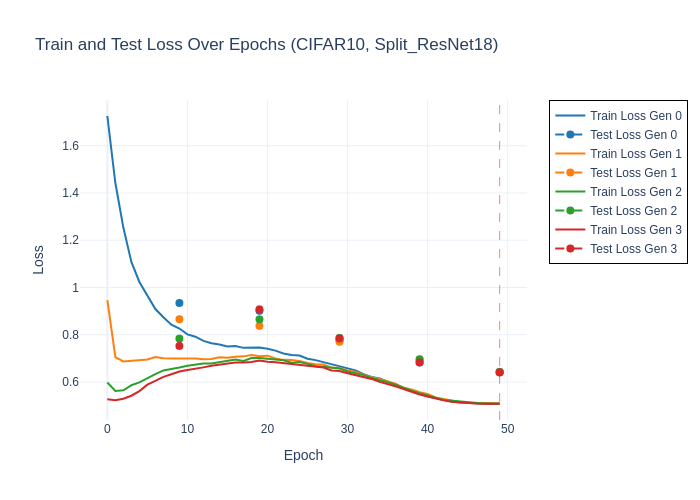 Train and Test Loss Over Epochs (CIFAR10, Split_ResNet18)
Train Loss Gen 0
Test Loss Gen 0
Train Loss Gen 1
Test Loss Gen 1
Train Loss Gen 2
Test Loss Gen 2
Train Loss Gen 3
Test Loss Gen 3
Loss
1.6
1.4
1.2
1
0.8
0.6
0 10 20 30 40 50
Epoch